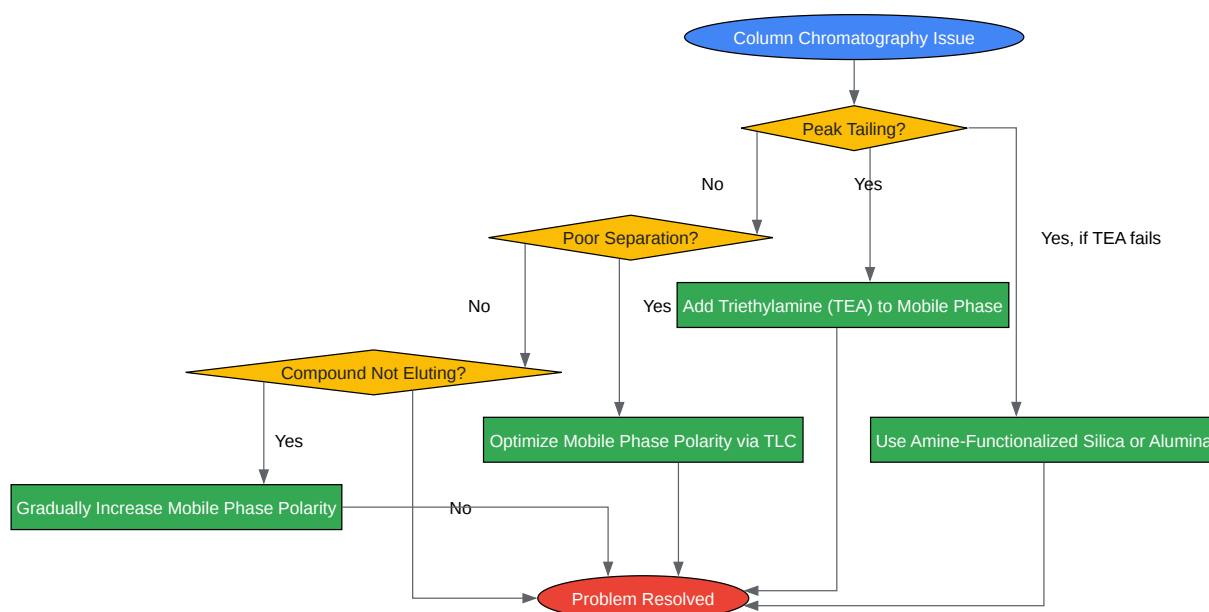 Column Chromatography Issue
Peak Tailing?
No
Yes
Poor Separation?
Yes, if TEA fails
No
Yes
Add Triethylamine (TEA) to Mobile Phase
Compound Not Eluting?
Yes
Optimize Mobile Phase Polarity via TLC
Use Amine-Functionalized Silica or Alumina
Gradually Increase Mobile Phase Polarity
No
Problem Resolved